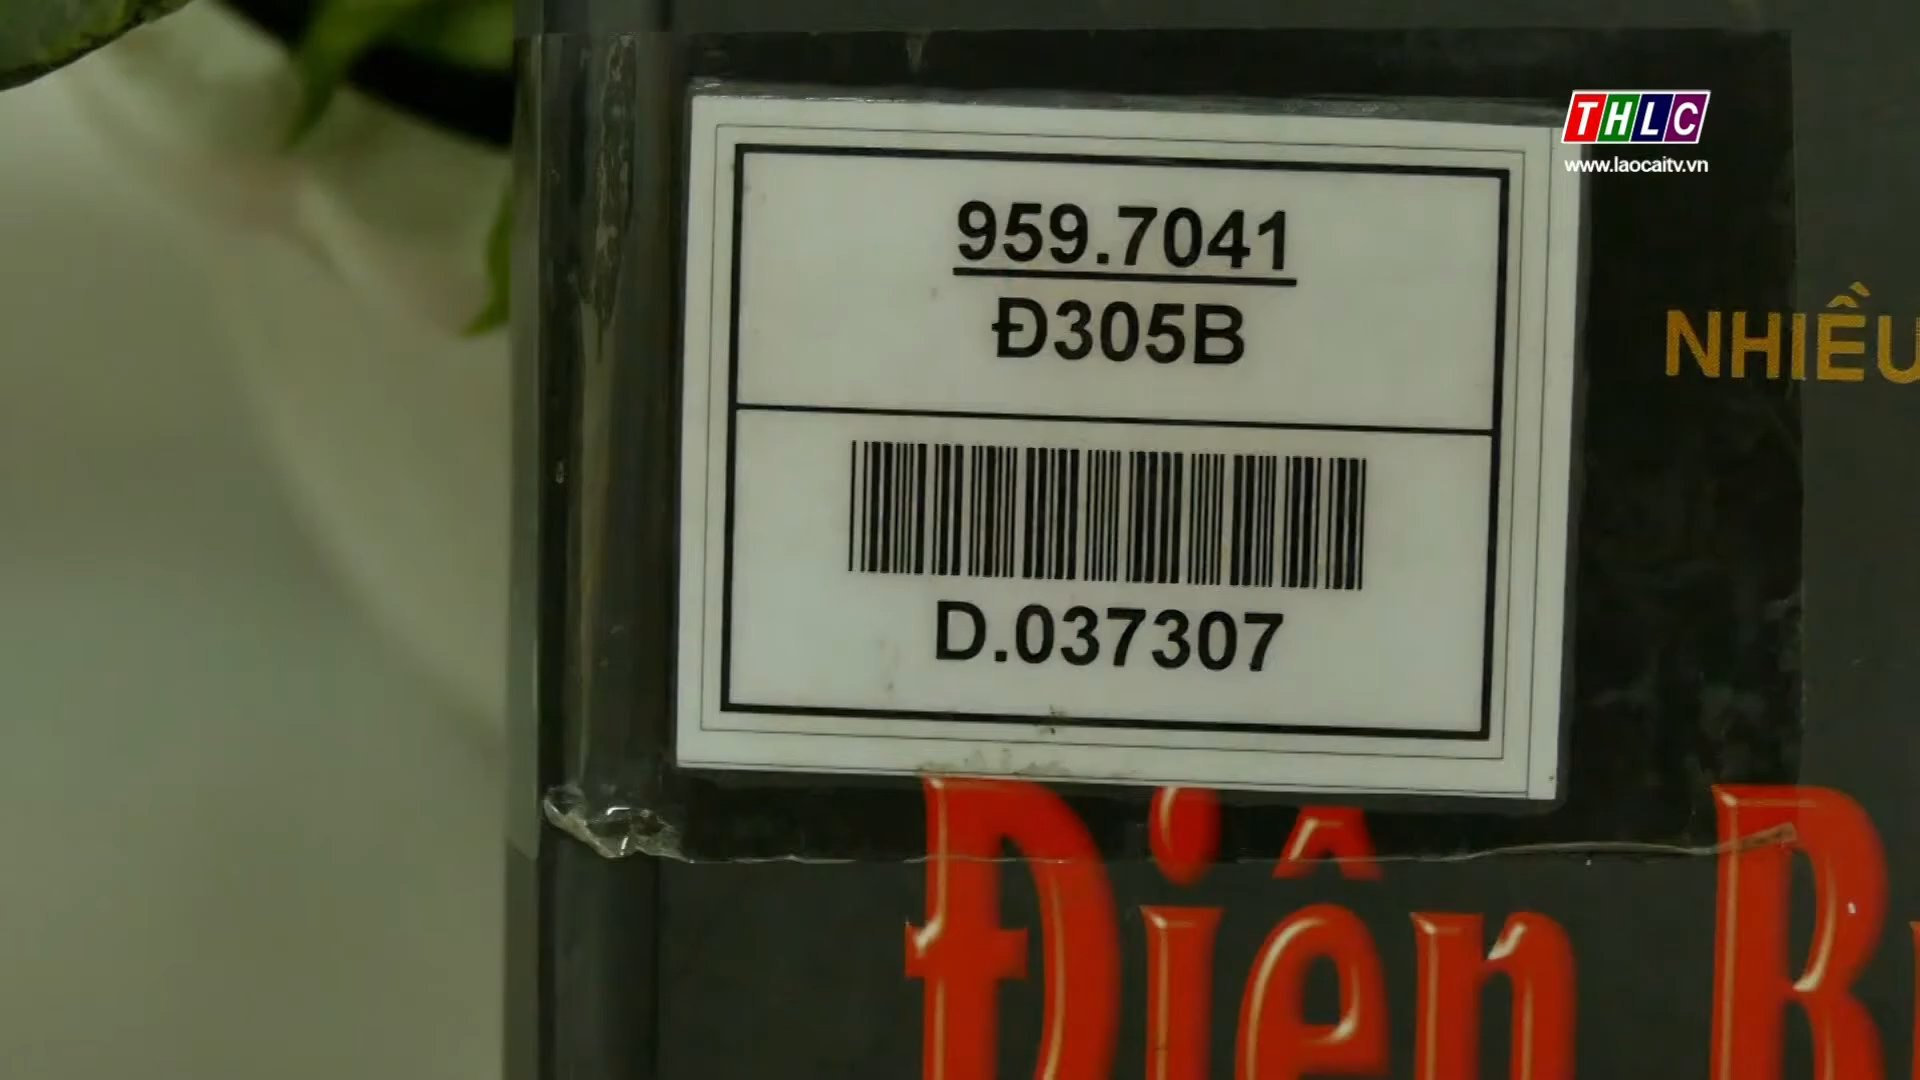 THLC
www.laocaitv.vn
959.7041
Đ305B
NHIỀU
D.037307
Điện